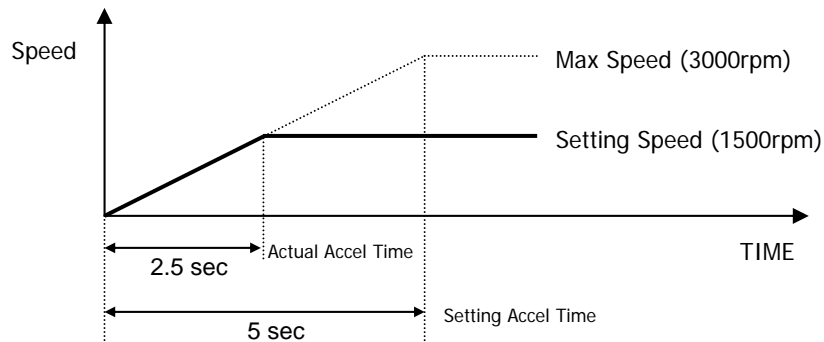 Speed
Max Speed (3000rpm)
Setting Speed (1500rpm)
TIME
Actual Accel Time
2.5 sec
Setting Accel Time
5 sec